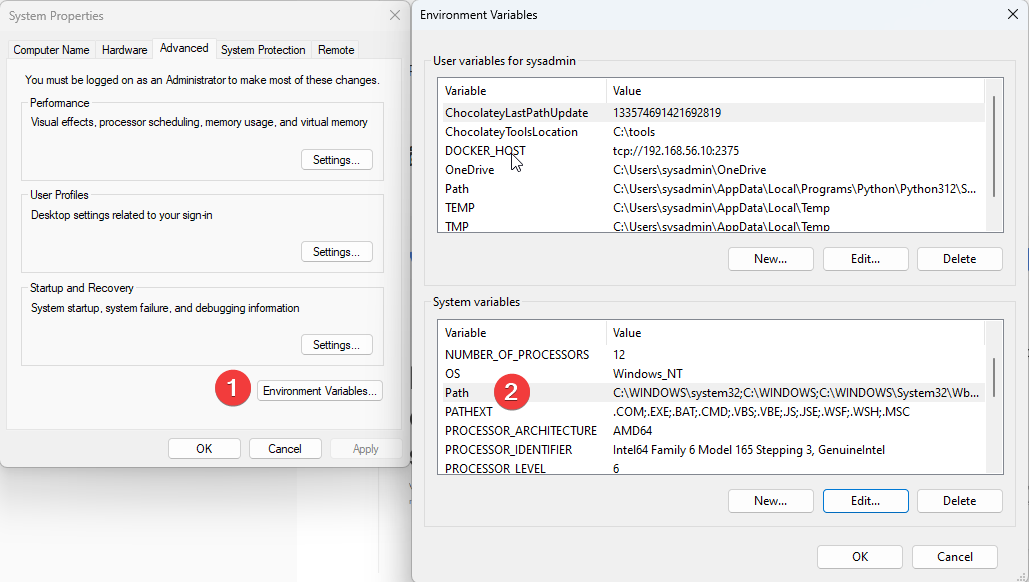 System Properties
Computer Name Hardware Advanced System Protection Remote
You must be logged on as an Administrator to make most of these changes.
Performance
Visual effects, processor scheduling, memory usage, and virtual memory
Settings...
User Profiles
Desktop settings related to your sign-in
Settings...
Startup and Recovery
System startup, system failure, and debugging information
Settings...
1 Environment Variables...
OK Cancel Apply
Environment Variables
User variables for sysadmin
Variable Value
ChocolateyLastPathUpdate 133574691421692819
ChocolateyToolsLocation C:\tools
DOCKER_HOST tcp://192.168.56.10:2375
OneDrive C:\Users\sysadmin\OneDrive
Path C:\Users\sysadmin\AppData\Local\Programs\Python\Python312\S...
TEMP C:\Users\sysadmin\AppData\Local\Temp
TMP C:\Users\sysadmin\AppData\Local\Temp
New... Edit... Delete
System variables
Variable Value
NUMBER_OF_PROCESSORS 12
OS Windows_NT
Path 2 C:\WINDOWS\system32;C:\WINDOWS;C:\WINDOWS\System32\Wb...
PATHEXT .COM;.EXE;.BAT;.CMD;.VBS;.VBE;.JS;.JSE;.WSF;.WSH;.MSC
PROCESSOR_ARCHITECTURE AMD64
PROCESSOR_IDENTIFIER Intel64 Family 6 Model 165 Stepping 3, GenuineIntel
PROCESSOR_LEVEL 6
New... Edit... Delete
OK Cancel